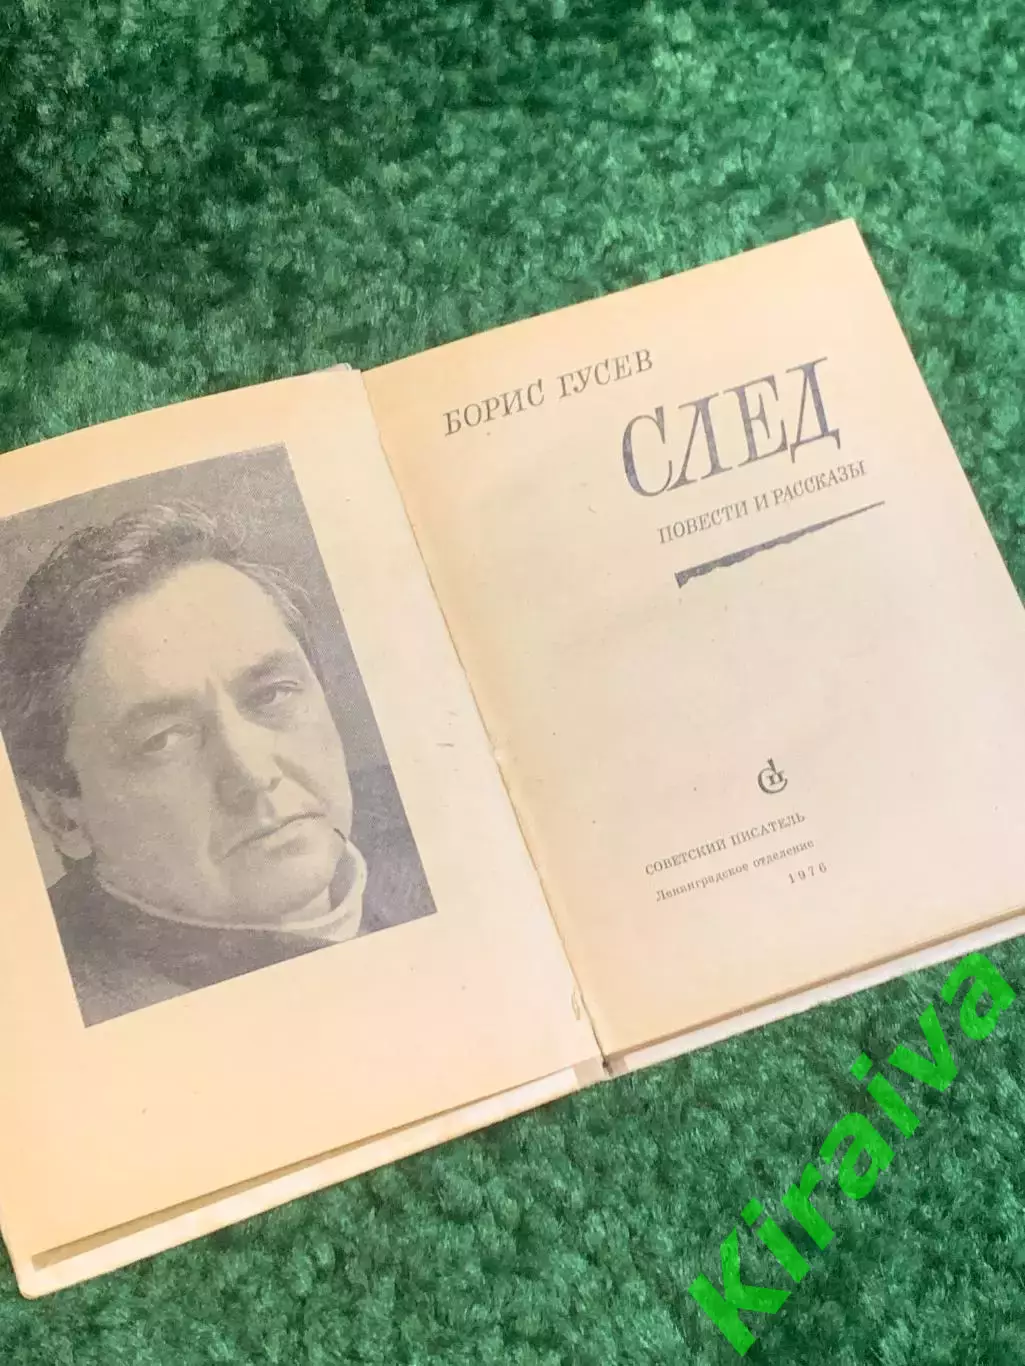 БОРИС ГУСЕВ
СЛЕД
ПОВЕСТИ И РАССКАЗЫ
СОВЕТСКИЙ ПИСАТЕЛЬ
Ленинградское отделение
1976
Kiraiva